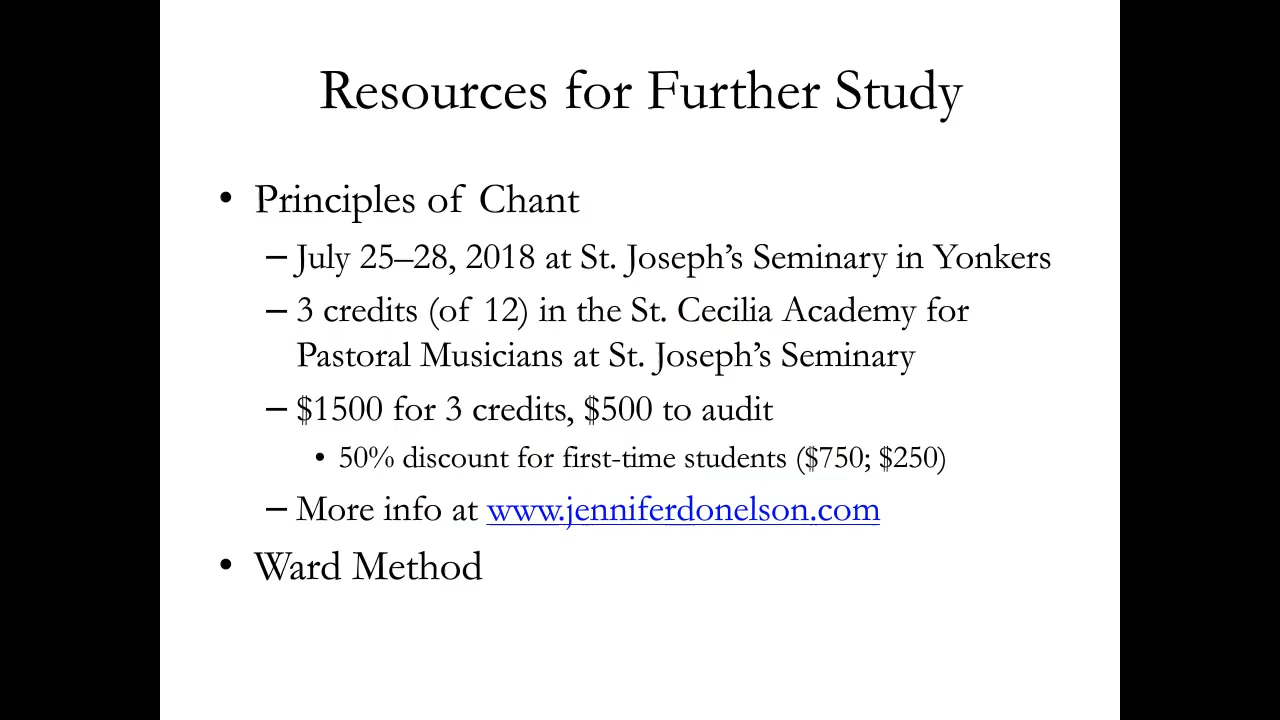 Resources for Further Study
• Principles of Chant
– July 25–28, 2018 at St. Joseph’s Seminary in Yonkers
– 3 credits (of 12) in the St. Cecilia Academy for
Pastoral Musicians at St. Joseph’s Seminary
– $1500 for 3 credits, $500 to audit
• 50% discount for first-time students ($750; $250)
– More info at www.jenniferdonelson.com
• Ward Method